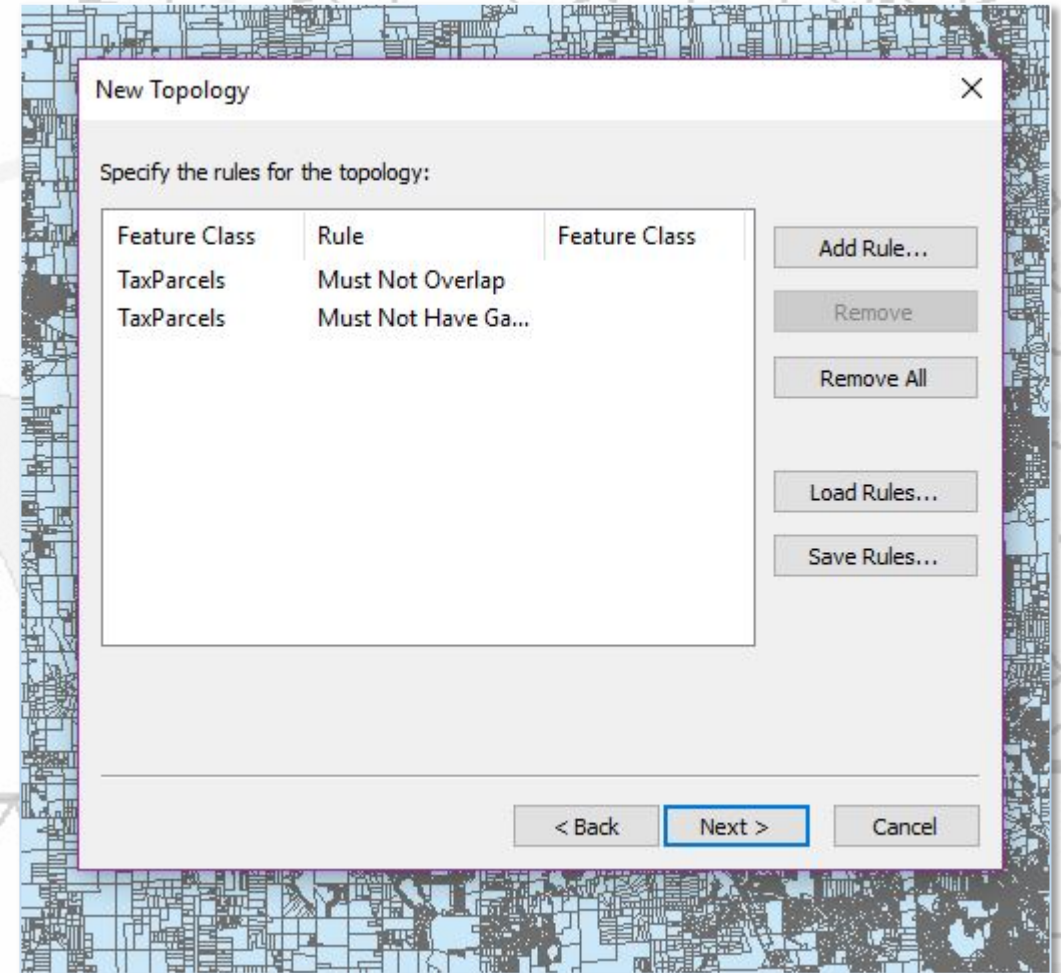 New Topology
Specify the rules for the topology:
Feature Class Rule Feature Class
TaxParcels Must Not Overlap
TaxParcels Must Not Have Ga...
Add Rule...
Remove
Remove All
Load Rules...
Save Rules...
< Back Next > Cancel